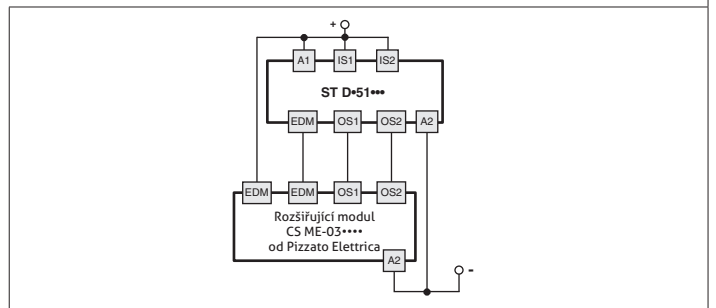 +
A1 IS1 IS2
ST D•51•••
EDM OS1 OS2 A2
EDM EDM OS1 OS2
Rozšiřující modul
CS ME-03••••
od Pizzato Elettrica
A2
-